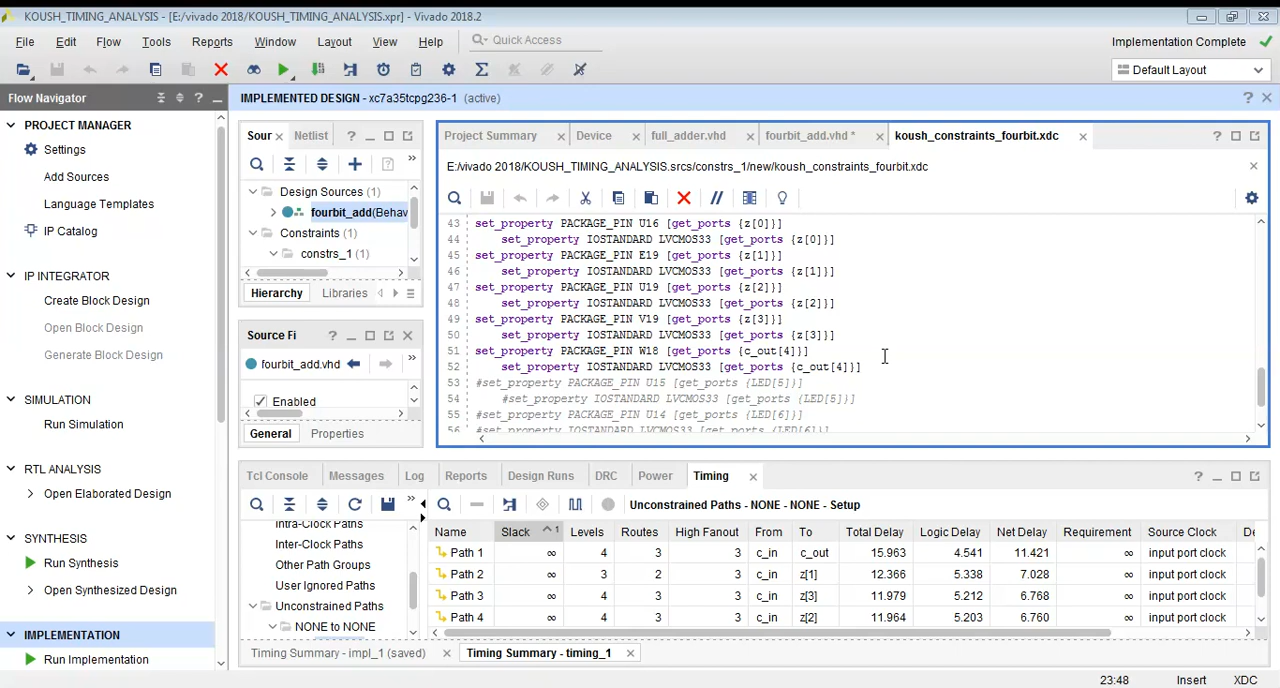 KOUSH_TIMING_ANALYSIS - [E:/vivado 2018/KOUSH_TIMING_ANALYSIS.xpr] - Vivado 2018.2
File Edit Flow Tools Reports Window Layout View Help Quick Access Implementation Complete
Default Layout
Flow Navigator
IMPLEMENTED DESIGN - xc7a35tcpg236-1 (active)
PROJECT MANAGER
Settings
Add Sources
Language Templates
IP Catalog
IP INTEGRATOR
Create Block Design
Open Block Design
Generate Block Design
SIMULATION
Run Simulation
RTL ANALYSIS
Open Elaborated Design
SYNTHESIS
Run Synthesis
Open Synthesized Design
IMPLEMENTATION
Run Implementation
Sour Netlist
Design Sources (1)
fourbit_add(Behav
Constraints (1)
constrs_1 (1)
Hierarchy Libraries
Source Fi
fourbit_add.vhd
Enabled
General Properties
Project Summary Device full_adder.vhd fourbit_add.vhd * koush_constraints_fourbit.xdc
E:/vivado 2018/KOUSH_TIMING_ANALYSIS.srcs/constrs_1/new/koush_constraints_fourbit.xdc
43 set_property PACKAGE_PIN U16 [get_ports {z[0]}]
44 set_property IOSTANDARD LVCMOS33 [get_ports {z[0]}]
45 set_property PACKAGE_PIN E19 [get_ports {z[1]}]
46 set_property IOSTANDARD LVCMOS33 [get_ports {z[1]}]
47 set_property PACKAGE_PIN U19 [get_ports {z[2]}]
48 set_property IOSTANDARD LVCMOS33 [get_ports {z[2]}]
49 set_property PACKAGE_PIN V19 [get_ports {z[3]}]
50 set_property IOSTANDARD LVCMOS33 [get_ports {z[3]}]
51 set_property PACKAGE_PIN W18 [get_ports {c_out[4]}]
52 set_property IOSTANDARD LVCMOS33 [get_ports {c_out[4]}]
53 #set_property PACKAGE_PIN U15 [get_ports {LED[5]}]
54 #set_property IOSTANDARD LVCMOS33 [get_ports {LED[5]}]
55 #set_property PACKAGE_PIN U14 [get_ports {LED[6]}]
56 #set_property IOSTANDARD LVCMOS33 [get_ports {LED[6]}]
Tcl Console Messages Log Reports Design Runs DRC Power Timing
Unconstrained Paths - NONE - NONE - Setup
Intra-Clock Paths
Inter-Clock Paths
Other Path Groups
User Ignored Paths
Unconstrained Paths
NONE to NONE
Name Slack ^1 Levels Routes High Fanout From To Total Delay Logic Delay Net Delay Requirement Source Clock De
Path 1 ∞ 4 3 3 c_in c_out 15.963 4.541 11.421 ∞ input port clock
Path 2 ∞ 3 2 3 c_in z[1] 12.366 5.338 7.028 ∞ input port clock
Path 3 ∞ 4 3 3 c_in z[3] 11.979 5.212 6.768 ∞ input port clock
Path 4 ∞ 4 3 3 c_in z[2] 11.964 5.203 6.760 ∞ input port clock
Timing Summary - impl_1 (saved) Timing Summary - timing_1
23:48 Insert XDC